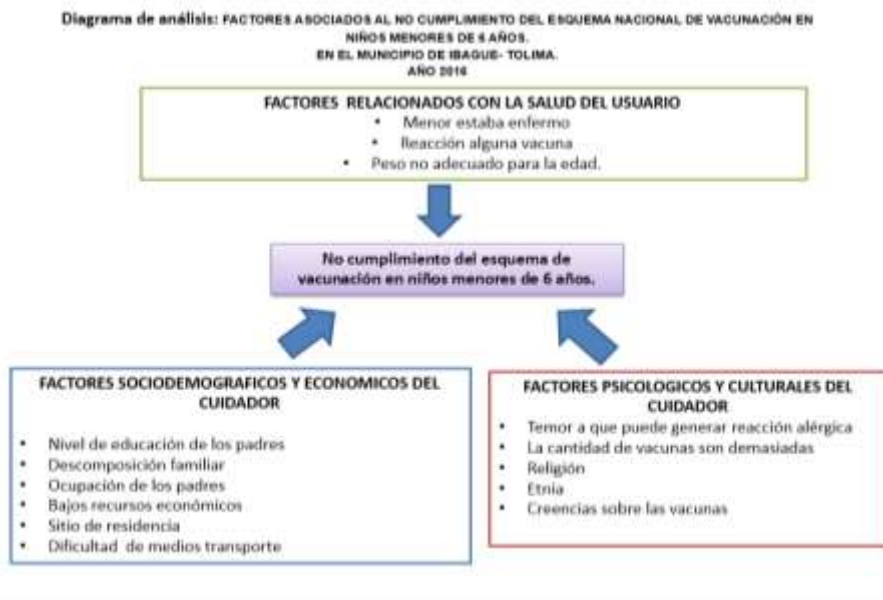 Diagrama de análisis: FACTORES ASOCIADOS AL NO CUMPLIMIENTO DEL ESQUEMA NACIONAL DE VACUNACIÓN EN
NIÑOS MENORES DE 6 AÑOS.
EN EL MUNICIPIO DE IBAGUE- TOLIMA.
AÑO 2016
FACTORES RELACIONADOS CON LA SALUD DEL USUARIO
• Menor estaba enfermo
• Reacción alguna vacuna
• Peso no adecuado para la edad.
No cumplimiento del esquema de
vacunación en niños menores de 6 años.
FACTORES SOCIODEMOGRAFICOS Y ECONOMICOS DEL
CUIDADOR
• Nivel de educación de los padres
• Descomposición familiar
• Ocupación de los padres
• Bajos recursos económicos
• Sitio de residencia
• Dificultad de medios transporte
FACTORES PSICOLOGICOS Y CULTURALES DEL
CUIDADOR
• Temor a que puede generar reacción alérgica
• La cantidad de vacunas son demasiadas
• Religión
• Etnia
• Creencias sobre las vacunas